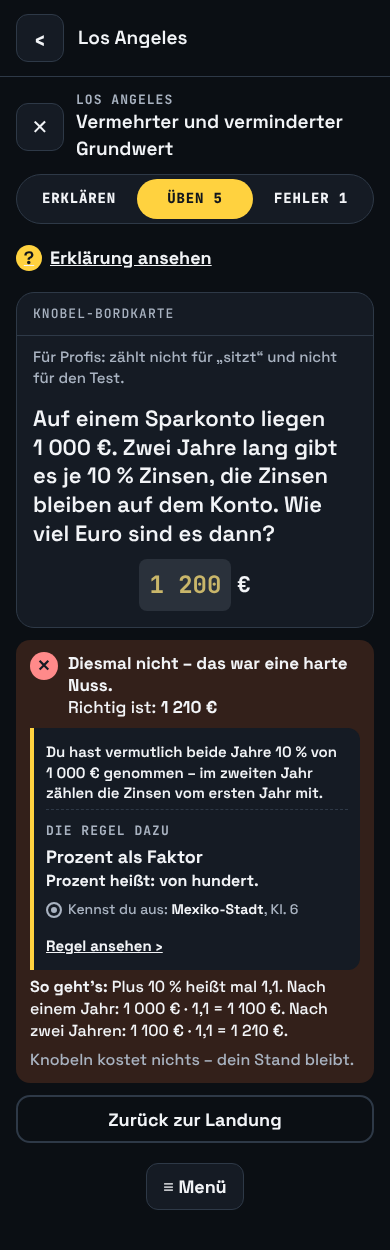 < Los Angeles
✕ LOS ANGELES
Vermehrter und verminderter
Grundwert
ERKLÄREN ÜBEN 5 FEHLER 1
? Erklärung ansehen
KNOBEL-BORDKARTE
Für Profis: zählt nicht für „sitzt“ und nicht
für den Test.
Auf einem Sparkonto liegen
1 000 €. Zwei Jahre lang gibt
es je 10 % Zinsen, die Zinsen
bleiben auf dem Konto. Wie
viel Euro sind es dann?
1 200 €
✕ Diesmal nicht – das war eine harte
Nuss.
Richtig ist: 1 210 €
Du hast vermutlich beide Jahre 10 % von
1 000 € genommen – im zweiten Jahr
zählen die Zinsen vom ersten Jahr mit.
DIE REGEL DAZU
Prozent als Faktor
Prozent heißt: von hundert.
Kennst du aus: Mexiko-Stadt, Kl. 6
Regel ansehen >
So geht's: Plus 10 % heißt mal 1,1. Nach
einem Jahr: 1 000 € · 1,1 = 1 100 €. Nach
zwei Jahren: 1 100 € · 1,1 = 1 210 €.
Knobeln kostet nichts – dein Stand bleibt.
Zurück zur Landung
≡ Menü